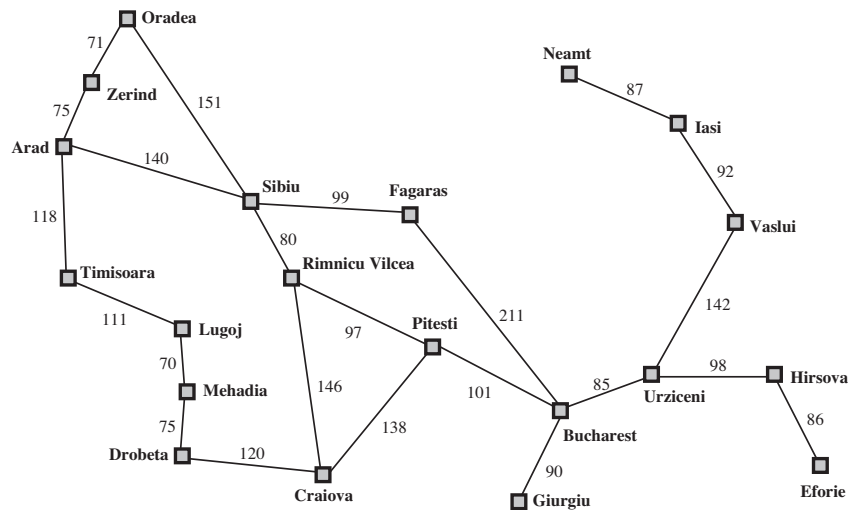 Oradea
71
Neamt
Zerind
87
151
75
Iasi
Arad
140
92
Sibiu
Fagaras
99
118
Vaslui
80
Timisoara
Rimnicu Vilcea
142
111
211
Lugoj
97
Pitesti
70
98
Hirsova
146
85
Mehadia
101
Urziceni
86
75
138
Bucharest
120
Drobeta
90
Eforie
Craiova
Giurgiu